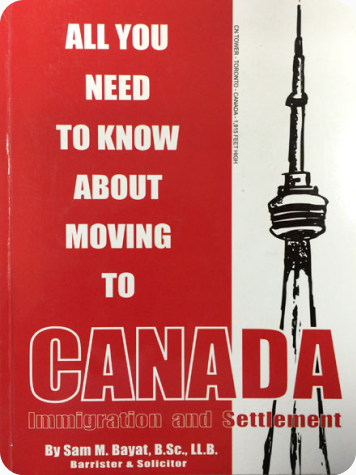 ALL YOU
NEED
TO KNOW
ABOUT
MOVING
TO
CANADA
Immigration and Settlement
By Sam M. Bayat, B.Sc., LL.B.
Barrister & Solicitor
CN TOWER - TORONTO - CANADA - 1,815 FEET HIGH